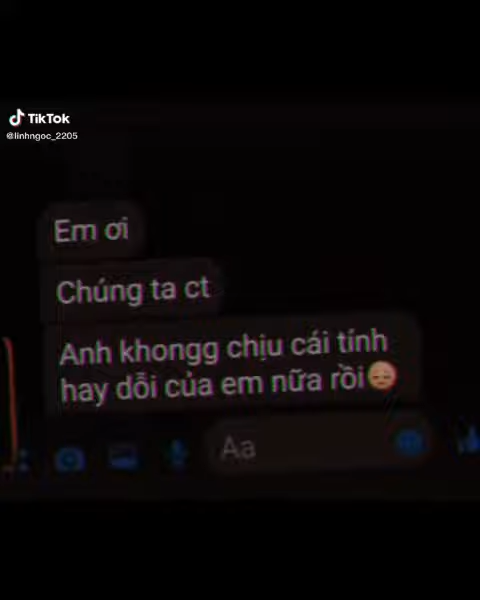 TikTok
@linhngoc_2205
Em ơi
Chúng ta ct
Anh khongg chịu cái tính
hay dỗi của em nữa rồi😔
Aa